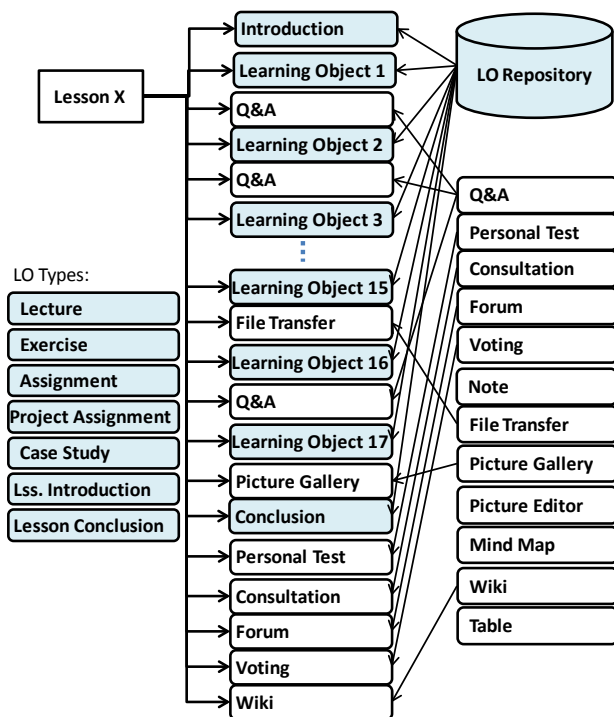 Lesson X
LO Types:
Lecture
Exercise
Assignment
Project Assignment
Case Study
Lss. Introduction
Lesson Conclusion
Introduction
Learning Object 1
Q&A
Learning Object 2
Q&A
Learning Object 3
Learning Object 15
File Transfer
Learning Object 16
Q&A
Learning Object 17
Picture Gallery
Conclusion
Personal Test
Consultation
Forum
Voting
Wiki
LO Repository
Q&A
Personal Test
Consultation
Forum
Voting
Note
File Transfer
Picture Gallery
Picture Editor
Mind Map
Wiki
Table